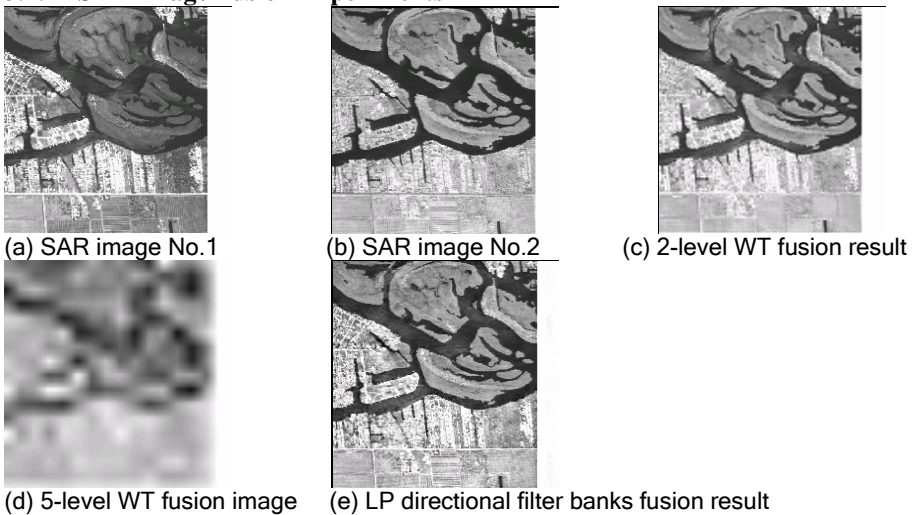 (a) SAR image No.1 (b) SAR image No.2 (c) 2-level WT fusion result
(d) 5-level WT fusion image (e) LP directional filter banks fusion result